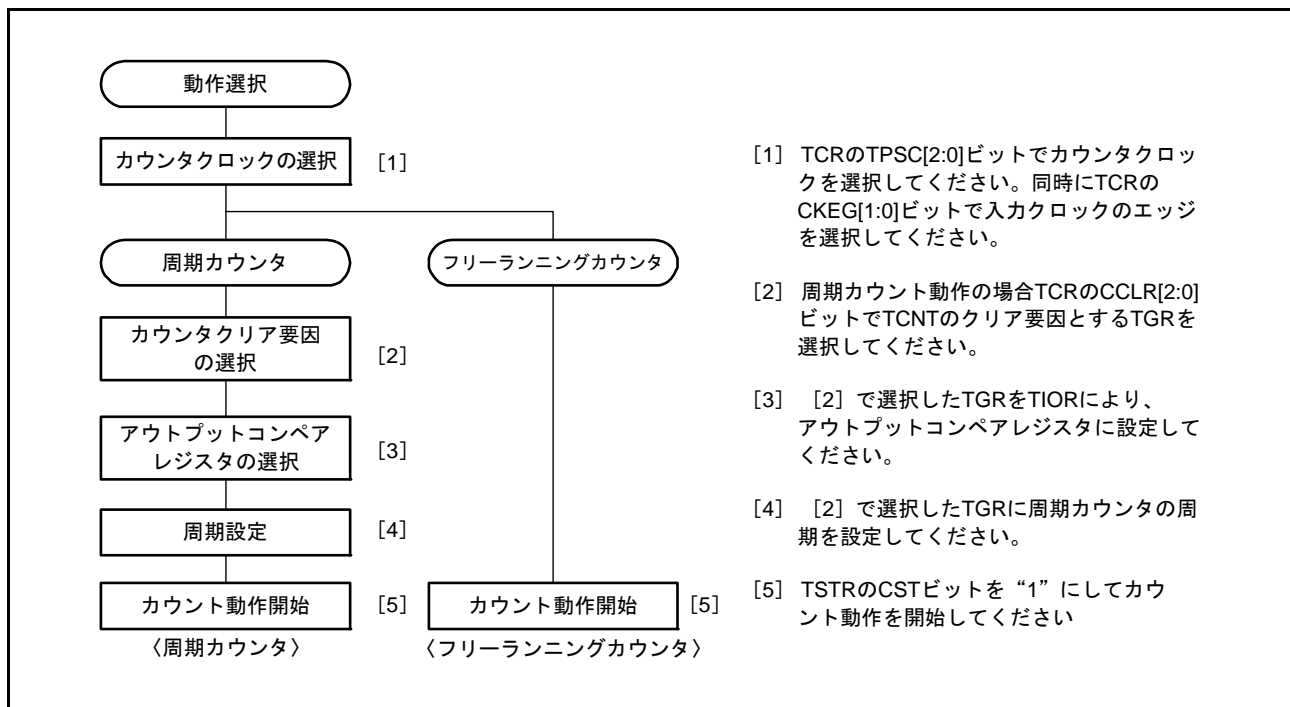 動作選択
カウンタクロックの選択 [1]
周期カウンタ
フリーランニングカウンタ
カウンタクリア要因
の選択
[2]
アウトプットコンペア
レジスタの選択
[3]
周期設定 [4]
カウント動作開始 [5]
カウント動作開始 [5]
〈周期カウンタ〉
〈フリーランニングカウンタ〉
[1] TCRのTPSC[2:0]ビットでカウンタクロッ
クを選択してください。同時にTCRの
CKEG[1:0]ビットで入力クロックのエッジ
を選択してください。
[2] 周期カウント動作の場合TCRのCCLR[2:0]
ビットでTCNTのクリア要因とするTGRを
選択してください。
[3] [2]で選択したTGRをTIORにより、
アウトプットコンペアレジスタに設定して
ください。
[4] [2]で選択したTGRに周期カウンタの周
期を設定してください。
[5] TSTRのCSTビットを“1”にしてカウ
ント動作を開始してください